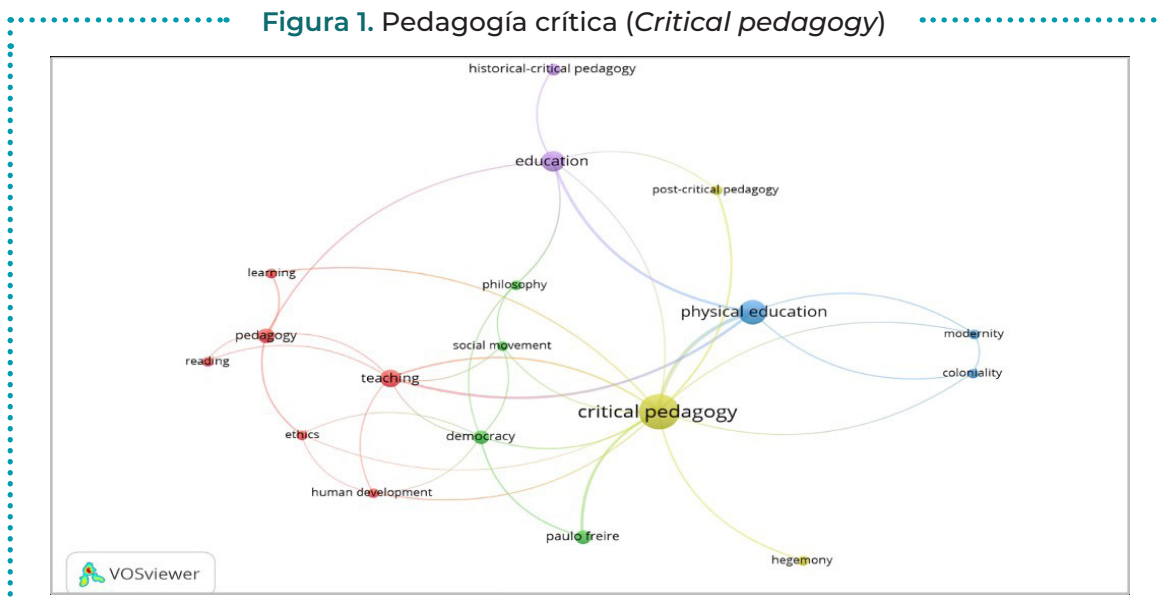 Figura 1. Pedagogía crítica (Critical pedagogy)
historical-critical pedagogy
education
post-critical pedagogy
learning
philosophy
physical education
pedagogy
modernity
social movement
reading
coloniality
teaching
critical pedagogy
ethics
democracy
human development
paulo freire
hegemony
VOSviewer